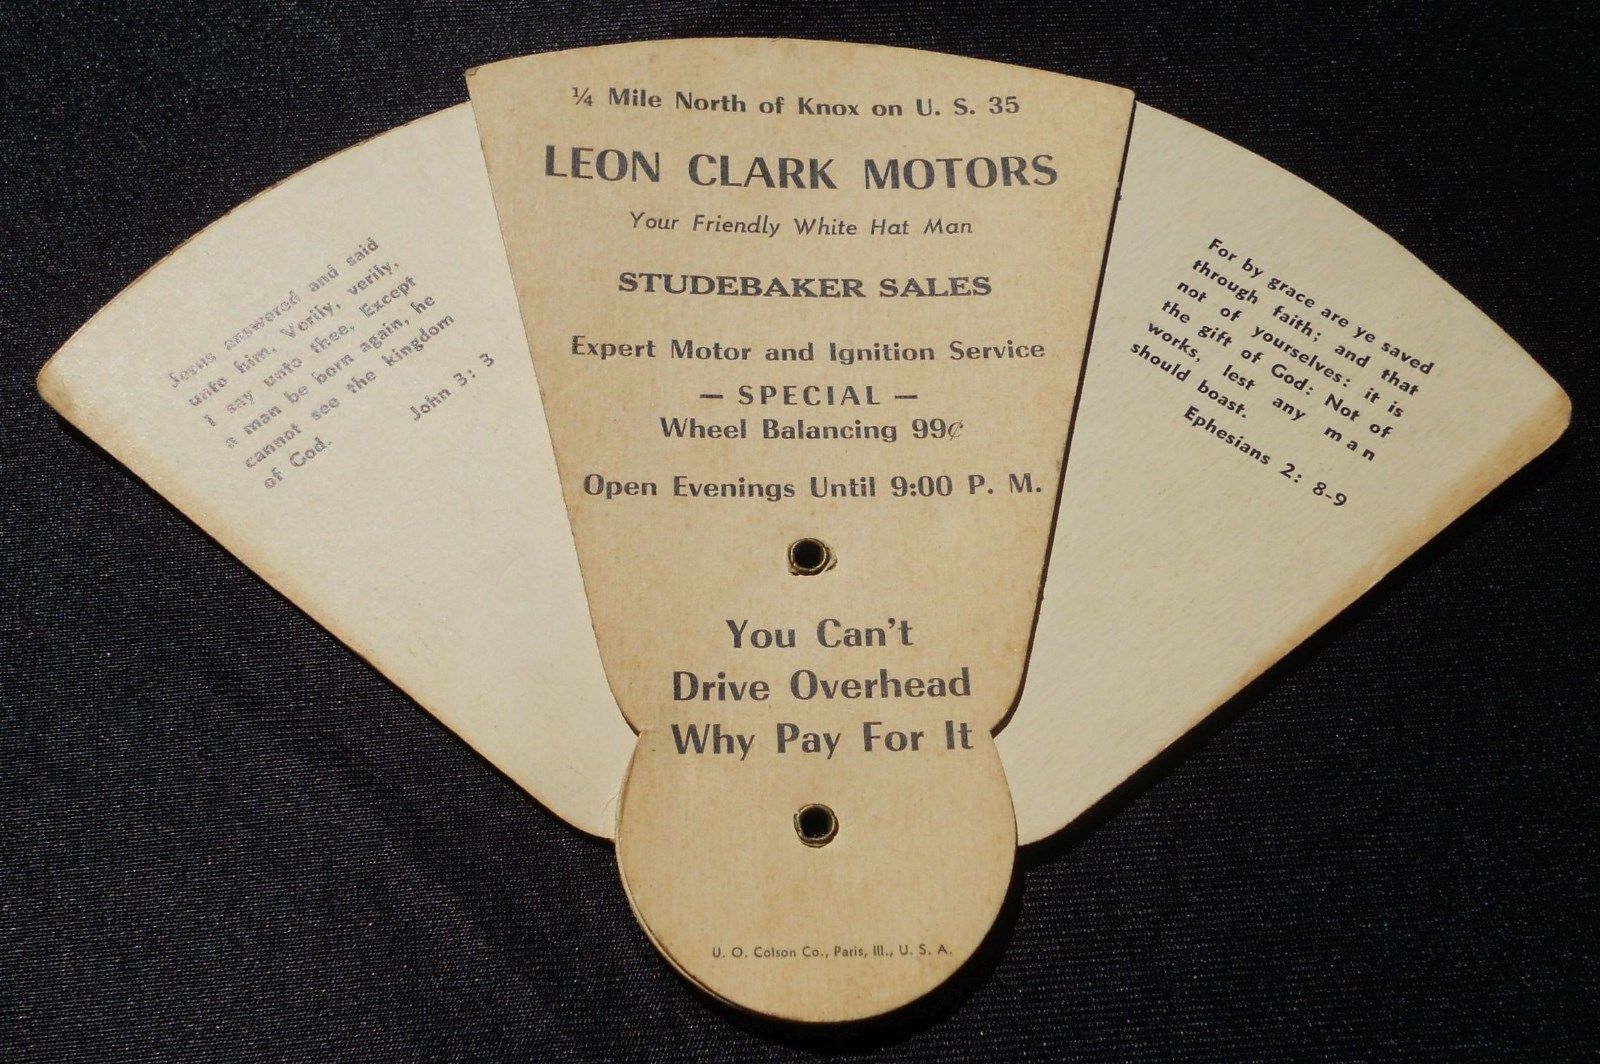 ¼ Mile North of Knox on U. S. 35
LEON CLARK MOTORS
Your Friendly White Hat Man
STUDEBAKER SALES
Expert Motor and Ignition Service
— SPECIAL —
Wheel Balancing 99¢
Open Evenings Until 9:00 P. M.
You Can't
Drive Overhead
Why Pay For It
U. O. Colson Co., Paris, Ill., U. S. A.
Jesus answered and said
unto him, Verily, verily,
I say unto thee, Except
a man be born again, he
cannot see the kingdom
of God.
John 3: 3
For by grace are ye saved
through faith; and that
not of yourselves: it is
the gift of God: Not of
works, lest any man
should boast.
Ephesians 2: 8-9